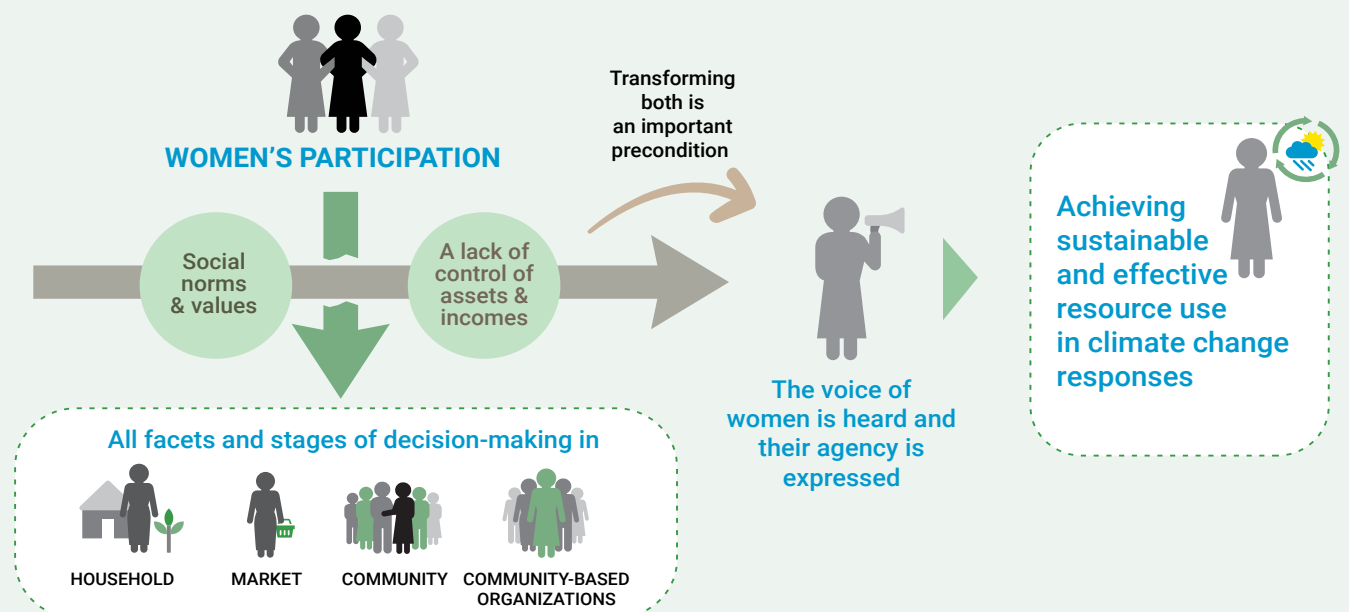 WOMEN'S PARTICIPATION
Transforming
both is
an important
precondition
Social
norms
& values
A lack of
control of
assets &
incomes
The voice of
women is heard and
their agency is
expressed
Achieving
sustainable
and effective
resource use
in climate change
responses
All facets and stages of decision-making in
HOUSEHOLD
MARKET
COMMUNITY
COMMUNITY-BASED
ORGANIZATIONS